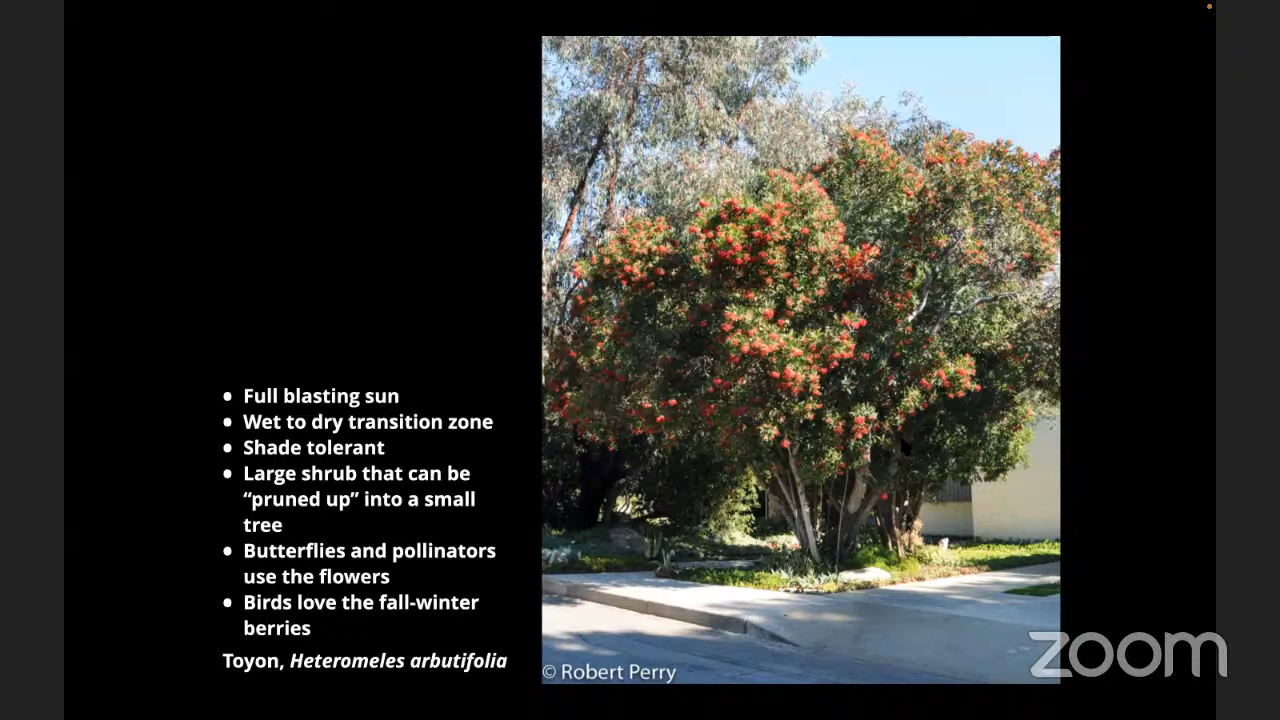 • Full blasting sun
• Wet to dry transition zone
• Shade tolerant
• Large shrub that can be
“pruned up” into a small
tree
• Butterflies and pollinators
use the flowers
• Birds love the fall-winter
berries
Toyon, Heteromeles arbutifolia
© Robert Perry
zoom